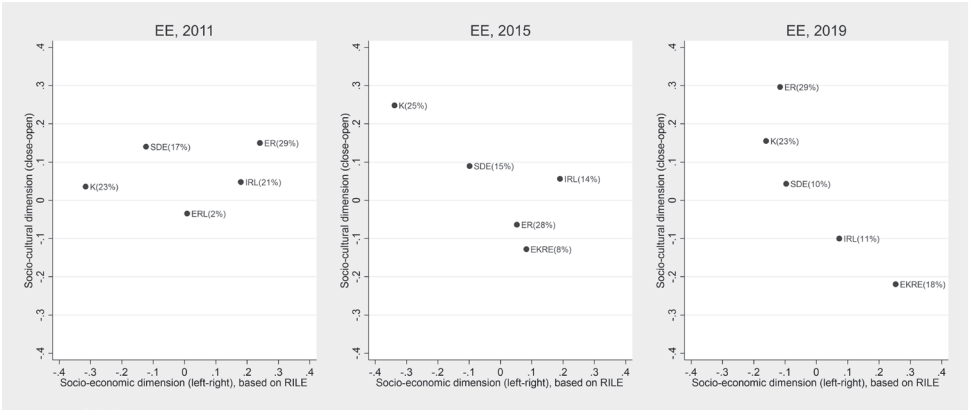 EE, 2011
Socio-cultural dimension (close-open)
.4
.3
.2
.1
0
-.1
-.2
-.3
-.4
ER(29%)
SDE(17%)
IRL(21%)
K(23%)
ERL(2%)
-.4 -.3 -.2 -.1 0 .1 .2 .3 .4
Socio-economic dimension (left-right), based on RILE
EE, 2015
Socio-cultural dimension (close-open)
.4
.3
.2
.1
0
-.1
-.2
-.3
-.4
K(25%)
SDE(15%)
IRL(14%)
ER(28%)
EKRE(8%)
-.4 -.3 -.2 -.1 0 .1 .2 .3 .4
Socio-economic dimension (left-right), based on RILE
EE, 2019
Socio-cultural dimension (close-open)
.4
.3
.2
.1
0
-.1
-.2
-.3
-.4
ER(29%)
K(23%)
SDE(10%)
IRL(11%)
EKRE(18%)
-.4 -.3 -.2 -.1 0 .1 .2 .3 .4
Socio-economic dimension (left-right), based on RILE